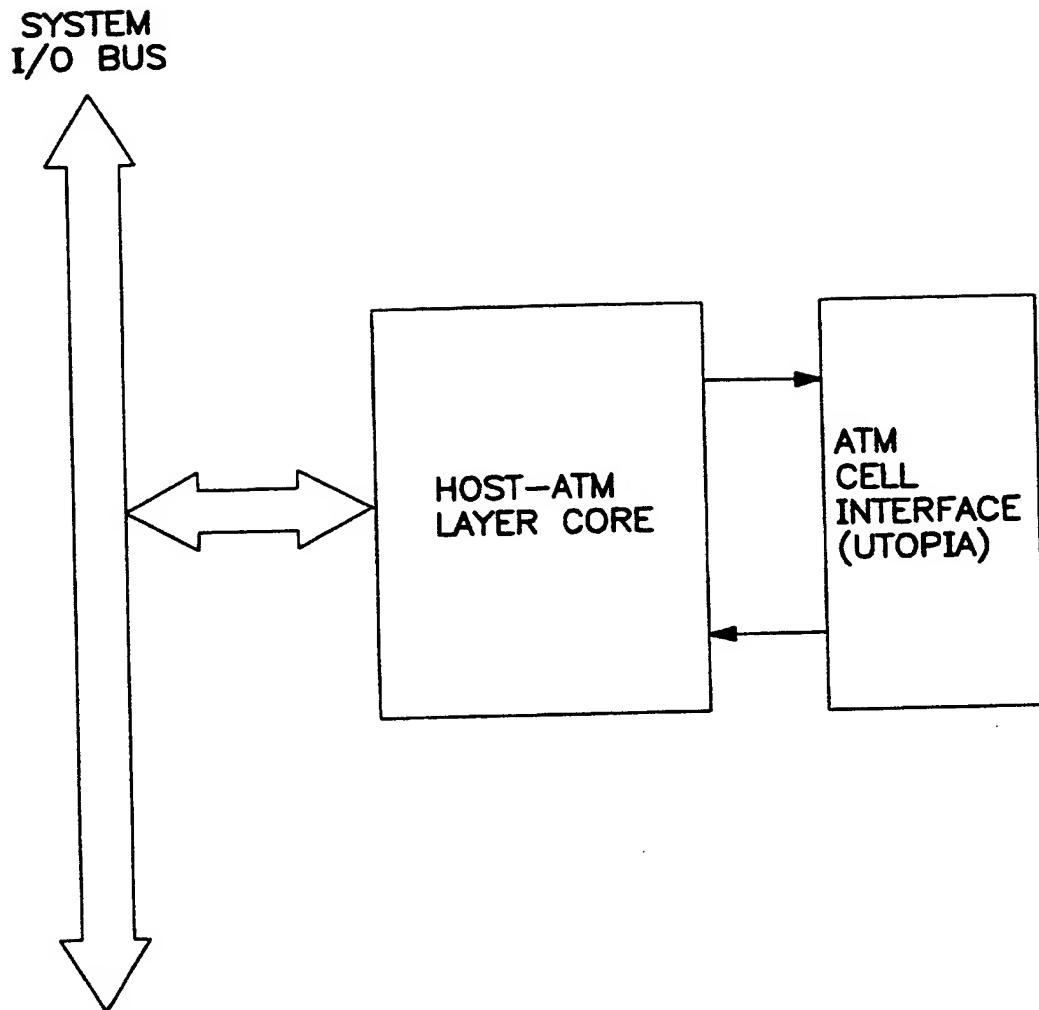 SYSTEM
I/O BUS
HOST-ATM
LAYER CORE
ATM
CELL
INTERFACE
(UTOPIA)